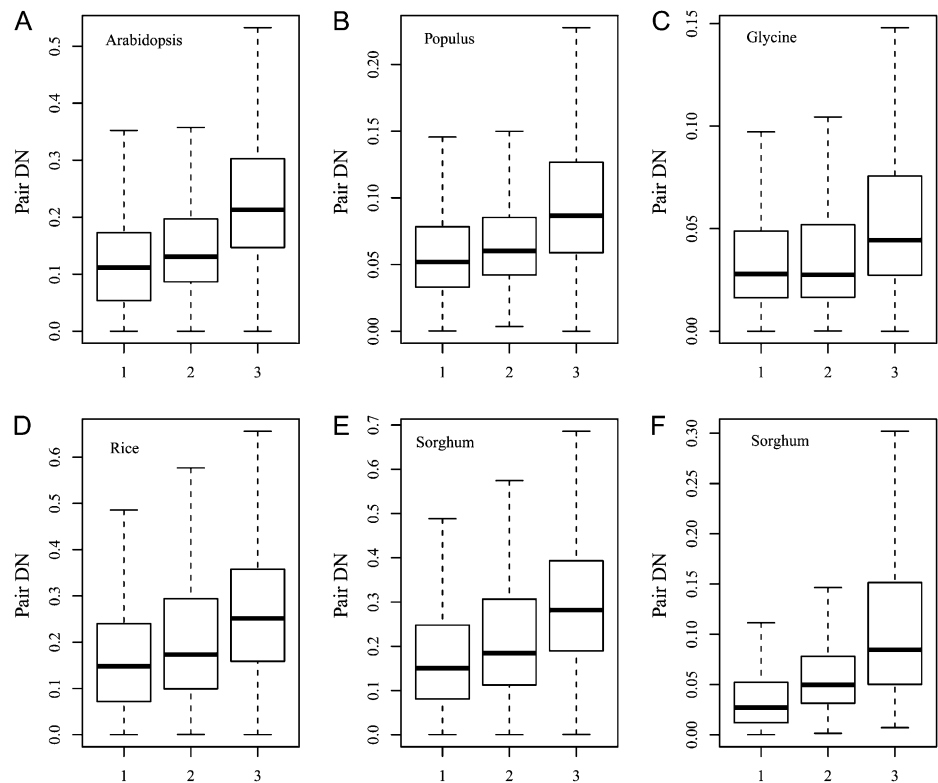 A
Arabidopsis
Pair DN
0.0 0.1 0.2 0.3 0.4 0.5
1 2 3
B
Populus
Pair DN
0.00 0.05 0.10 0.15 0.20
1 2 3
C
Glycine
Pair DN
0.00 0.05 0.10 0.15
1 2 3
D
Rice
Pair DN
0.0 0.1 0.2 0.3 0.4 0.5 0.6
1 2 3
E
Sorghum
Pair DN
0.0 0.1 0.2 0.3 0.4 0.5 0.6 0.7
1 2 3
F
Sorghum
Pair DN
0.00 0.05 0.10 0.15 0.20 0.25 0.30
1 2 3